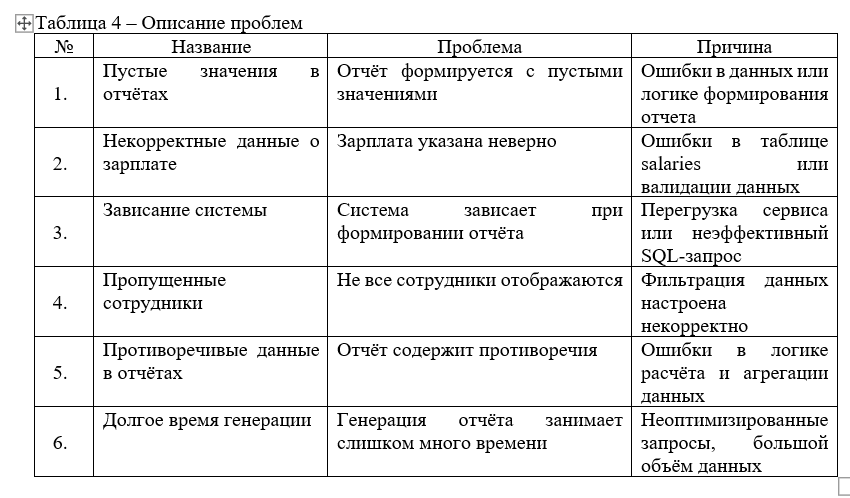 Таблица 4 – Описание проблем
№ Название Проблема Причина
1. Пустые значения в отчётах Отчёт формируется с пустыми значениями Ошибки в данных или логике формирования отчета
2. Некорректные данные о зарплате Зарплата указана неверно Ошибки в таблице salaries или валидации данных
3. Зависание системы Система зависает при формировании отчёта Перегрузка сервиса или неэффективный SQL-запрос
4. Пропущенные сотрудники Не все сотрудники отображаются Фильтрация данных настроена некорректно
5. Противоречивые данные в отчётах Отчёт содержит противоречия Ошибки в логике расчёта и агрегации данных
6. Долгое время генерации Генерация отчёта занимает слишком много времени Неоптимизированные запросы, большой объём данных